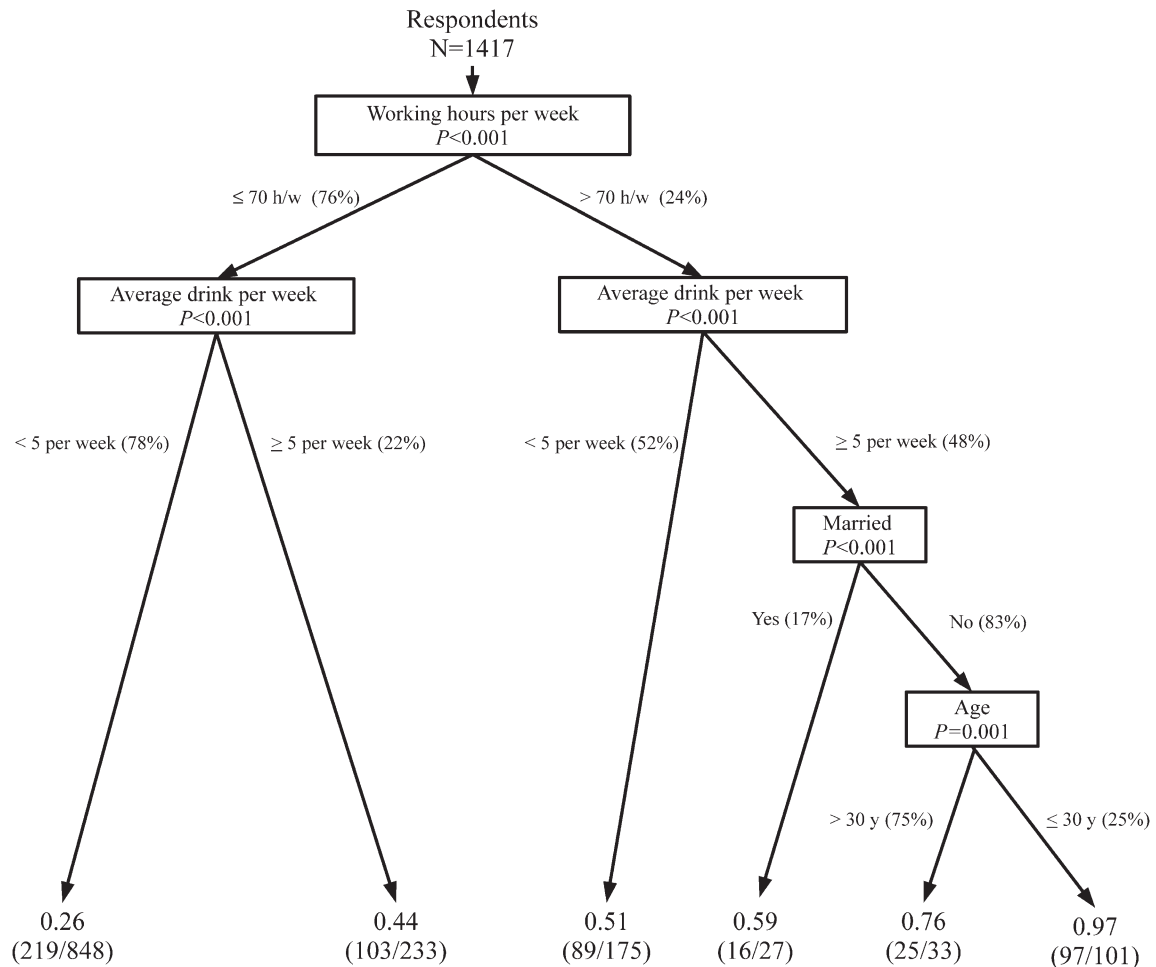 Respondents
N=1417
Working hours per week
P<0.001
≤ 70 h/w (76%)
> 70 h/w (24%)
Average drink per week
P<0.001
Average drink per week
P<0.001
< 5 per week (78%)
≥ 5 per week (22%)
< 5 per week (52%)
≥ 5 per week (48%)
Married
P<0.001
Yes (17%)
No (83%)
Age
P=0.001
> 30 y (75%)
≤ 30 y (25%)
0.26
(219/848)
0.44
(103/233)
0.51
(89/175)
0.59
(16/27)
0.76
(25/33)
0.97
(97/101)